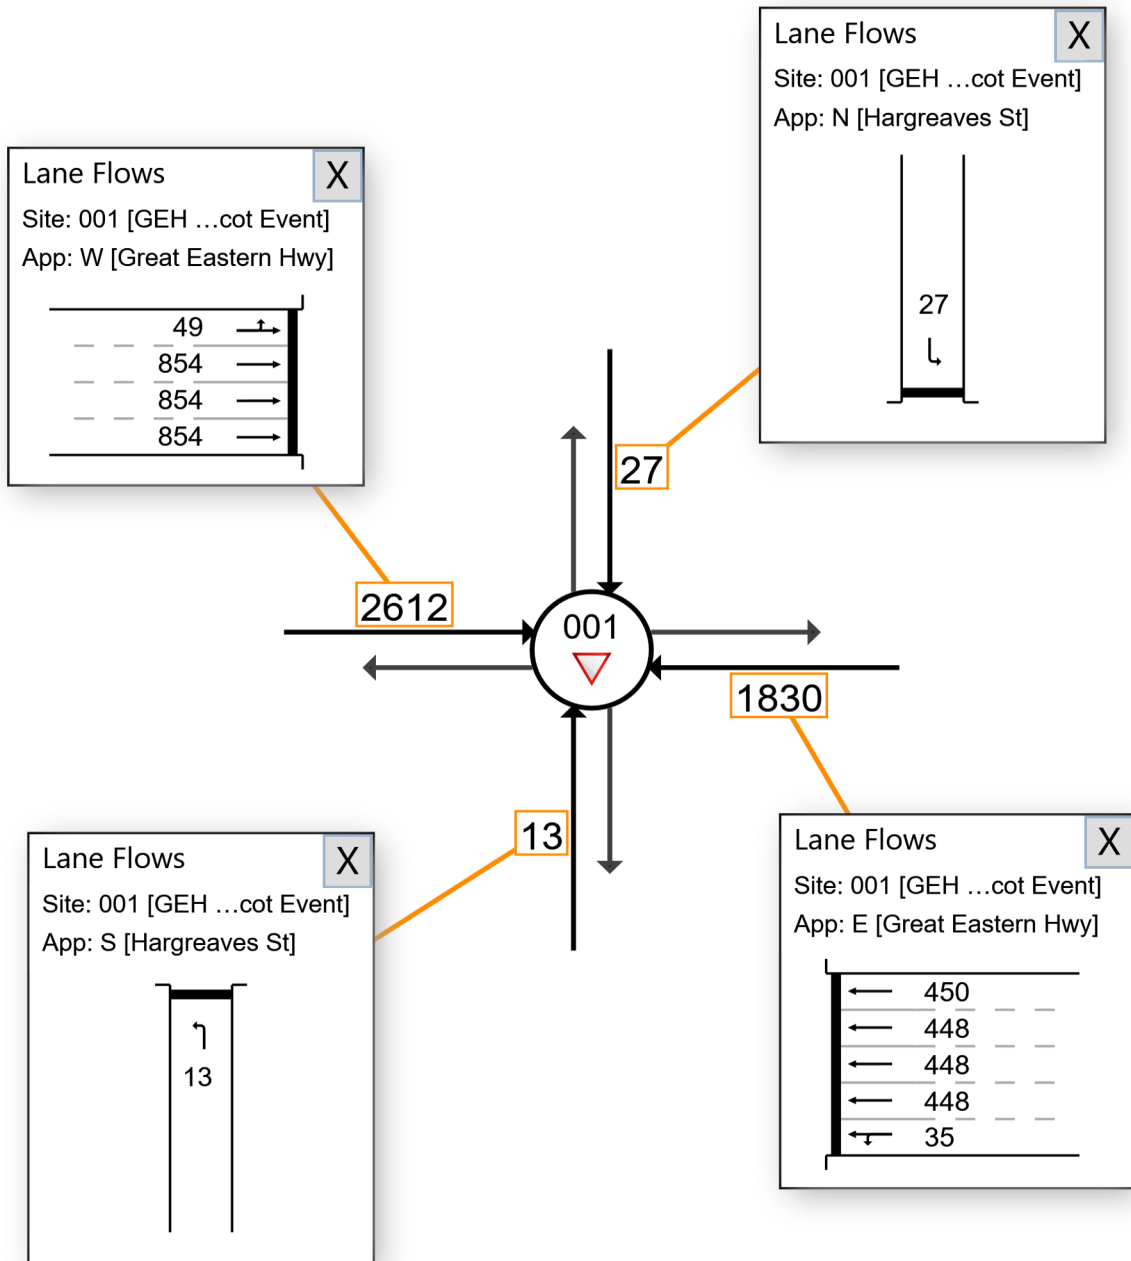 Lane Flows X
Site: 001 [GEH ...cot Event]
App: N [Hargreaves St]
27
Lane Flows X
Site: 001 [GEH ...cot Event]
App: W [Great Eastern Hwy]
49
854
854
854
27
2612
001
1830
13
Lane Flows X
Site: 001 [GEH ...cot Event]
App: S [Hargreaves St]
13
Lane Flows X
Site: 001 [GEH ...cot Event]
App: E [Great Eastern Hwy]
450
448
448
448
35